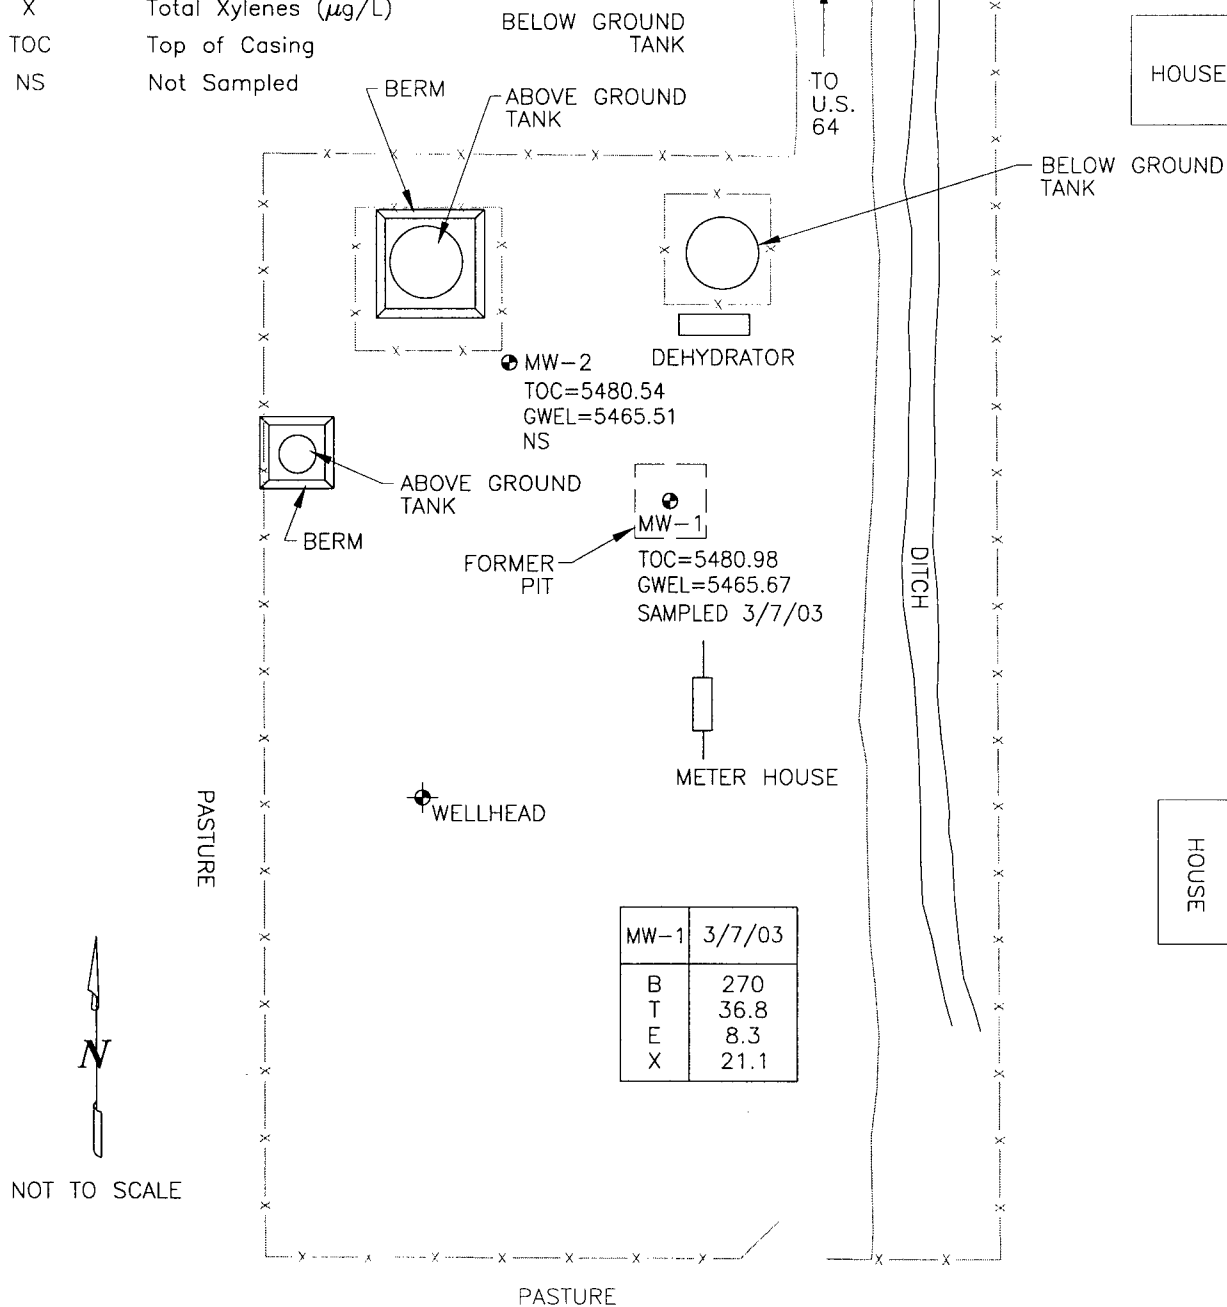 X Total Xylenes (μg/L)
TOC Top of Casing
NS Not Sampled
BELOW GROUND
TANK
TO
U.S.
64
HOUSE
BERM
ABOVE GROUND
TANK
BELOW GROUND
TANK
DEHYDRATOR
MW-2
TOC=5480.54
GWEL=5465.51
NS
ABOVE GROUND
TANK
BERM
MW-1
FORMER
PIT
TOC=5480.98
GWEL=5465.67
SAMPLED 3/7/03
DITCH
METER HOUSE
WELLHEAD
PASTURE
HOUSE
MW-1 3/7/03
B 270
T 36.8
E 8.3
X 21.1
N
NOT TO SCALE
PASTURE